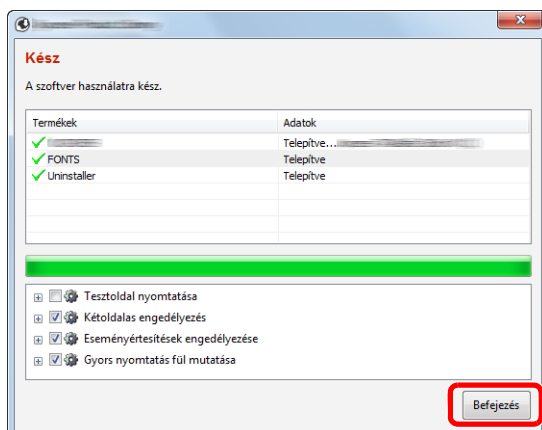 Kész
A szoftver használatra kész.
Termékek Adatok
Telepítve...
FONTS Telepítve
Uninstaller Telepítve
Tesztoldal nyomtatása
Kétoldalas engedélyezés
Eseményértesítések engedélyezése
Gyors nyomtatás fül mutatása
Befejezés